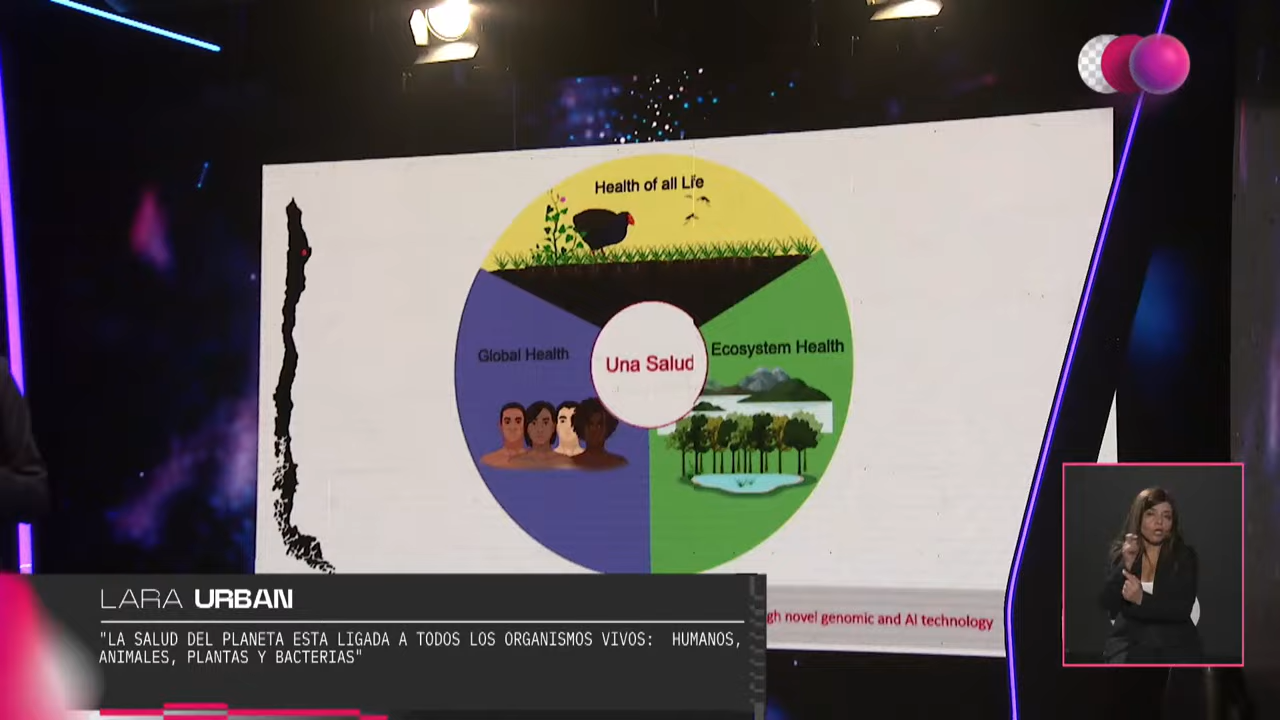 Health of all Life
Global Health
Una Salud
Ecosystem Health
gh novel genomic and AI technology
LARA URBAN
"LA SALUD DEL PLANETA ESTA LIGADA A TODOS LOS ORGANISMOS VIVOS: HUMANOS,
ANIMALES, PLANTAS Y BACTERIAS"